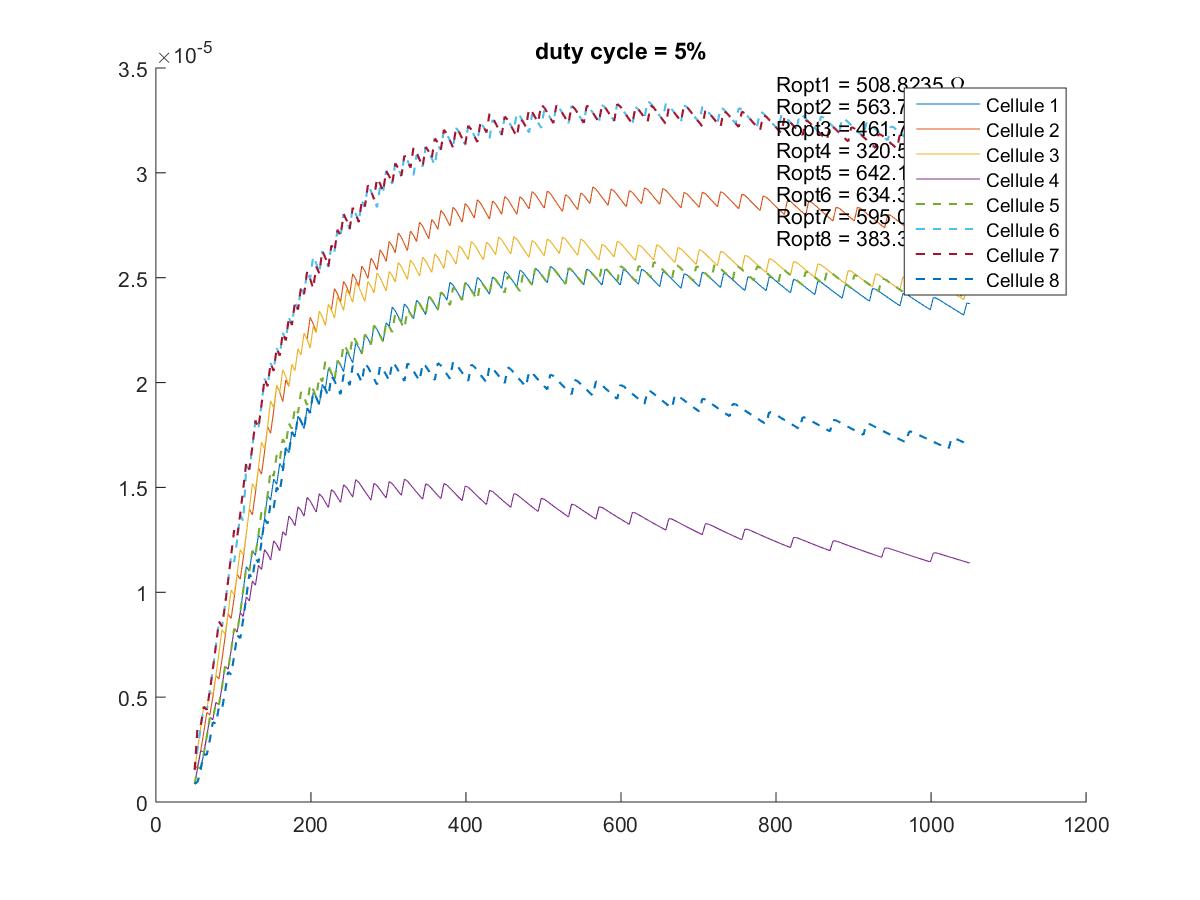 duty cycle = 5%
×10-5
3.5
3
2.5
2
1.5
1
0.5
0
0 200 400 600 800 1000 1200
Ropt1 = 508.8235 Ω
Ropt2 = 563.7
Ropt3 = 461.7
Ropt4 = 320.5
Ropt5 = 642.1
Ropt6 = 634.3
Ropt7 = 595.0
Ropt8 = 383.3
Cellule 1
Cellule 2
Cellule 3
Cellule 4
Cellule 5
Cellule 6
Cellule 7
Cellule 8